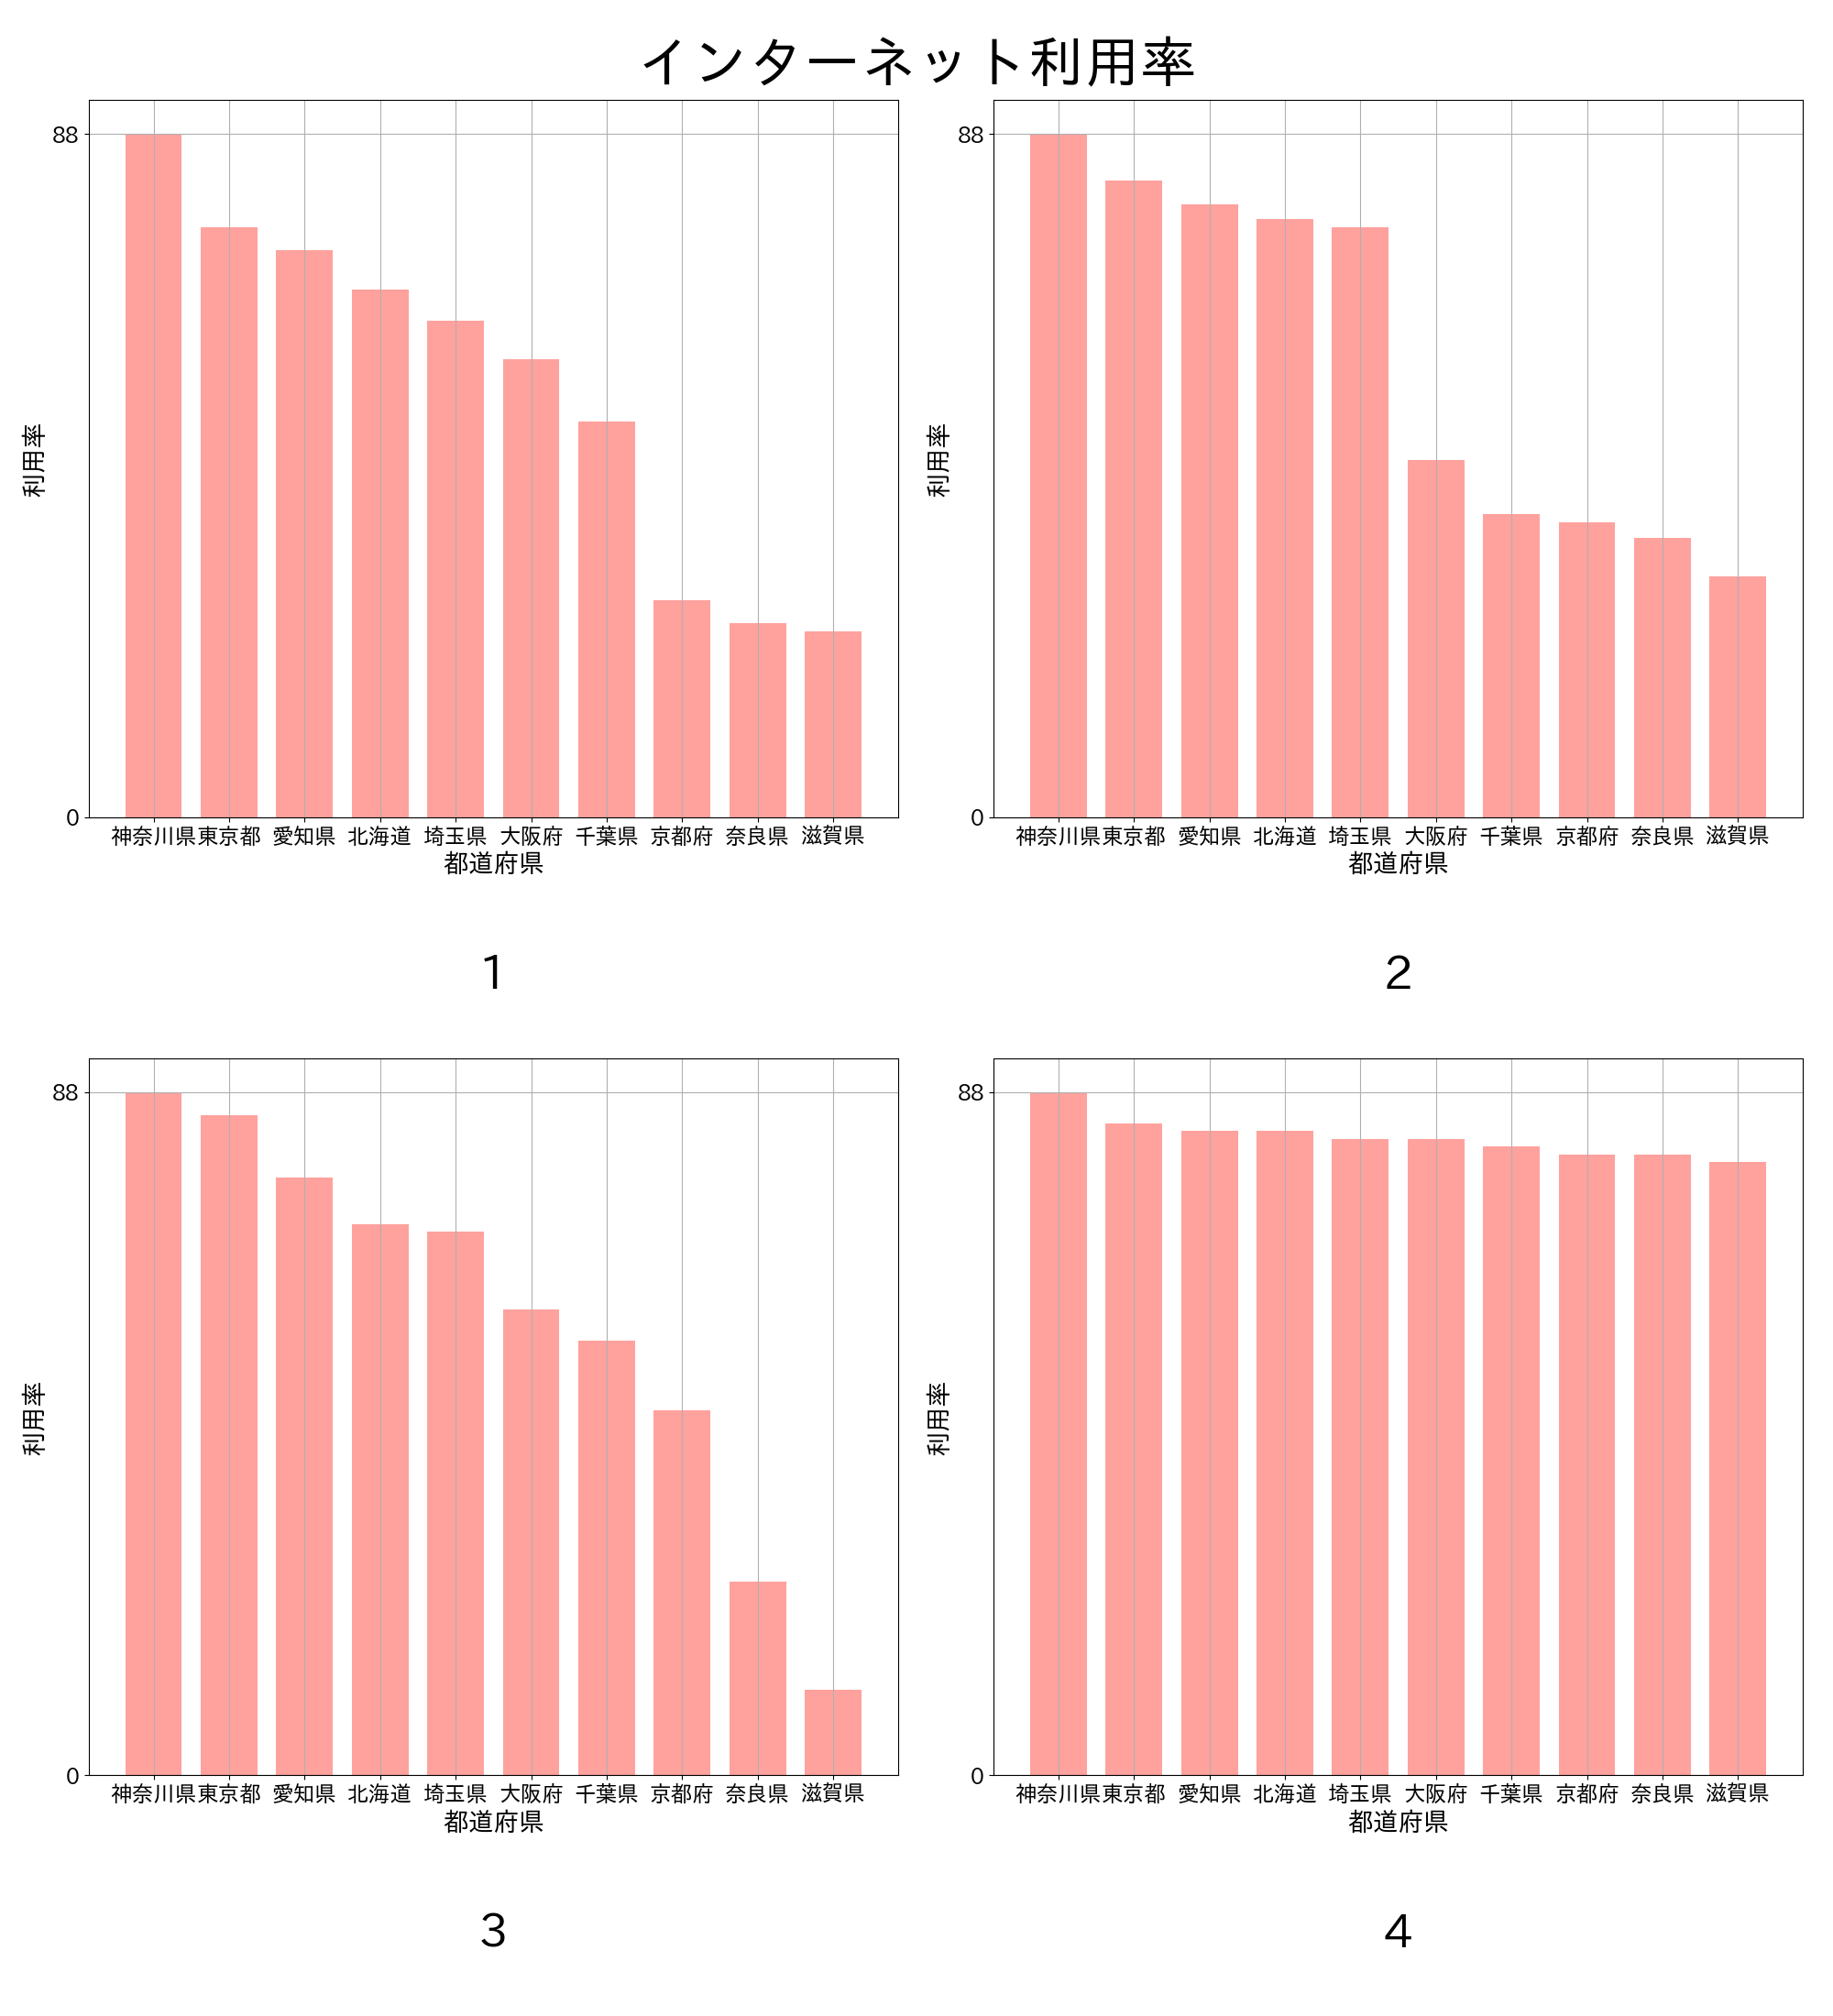 インターネット利用率
88
0
利用率
神奈川県 東京都 愛知県 北海道 埼玉県 大阪府 千葉県 京都府 奈良県 滋賀県
都道府県
1
88
0
利用率
神奈川県 東京都 愛知県 北海道 埼玉県 大阪府 千葉県 京都府 奈良県 滋賀県
都道府県
2
88
0
利用率
神奈川県 東京都 愛知県 北海道 埼玉県 大阪府 千葉県 京都府 奈良県 滋賀県
都道府県
3
88
0
利用率
神奈川県 東京都 愛知県 北海道 埼玉県 大阪府 千葉県 京都府 奈良県 滋賀県
都道府県
4